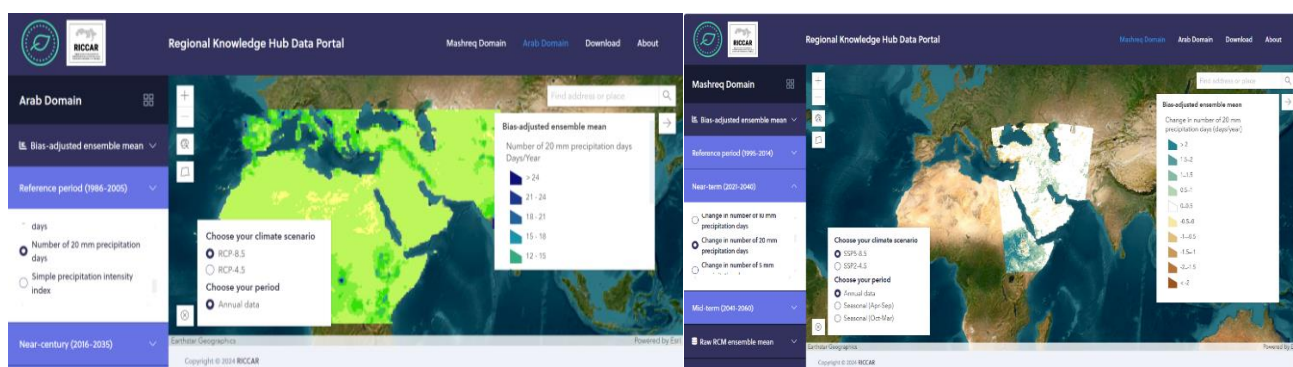 RICCAR
Regional Knowledge Hub Data Portal
Mashreq Domain
Arab Domain
Download
About
Arab Domain
Bias-adjusted ensemble mean
Reference period (1986-2005)
days
Number of 20 mm precipitation
days
Simple precipitation intensity
index
Near-century (2016-2035)
Find address or place
Bias-adjusted ensemble mean
Number of 20 mm precipitation days
Days/Year
> 24
21 - 24
18 - 21
15 - 18
12 - 15
Choose your climate scenario
RCP-8.5
RCP-4.5
Choose your period
Annual data
Earthstar Geographics
Powered by Esri
Copyright © 2024 RICCAR
RICCAR
Regional Knowledge Hub Data Portal
Mashreq Domain
Arab Domain
Download
About
Mashreq Domain
Bias-adjusted ensemble mean
Reference period (1995-2014)
Near-term (2021-2040)
Change in number of 10 mm
precipitation days
Change in number of 20 mm
precipitation days
Change in number of 5 mm
Mid-term (2041-2060)
Raw RCM ensemble mean
Find address or place
Bias-adjusted ensemble mean
Change in number of 20 mm
precipitation days (days/year)
> 2
1.5–2
1–1.5
0.5–1
-0.5–0
-1–-0.5
-1.5–-1
-2–-1.5
< -2
Choose your climate scenario
SSP5-8.5
SSP2-4.5
Choose your period
Annual data
Seasonal (Apr-Sep)
Seasonal (Oct-Mar)
Earthstar Geographics
Powered by E
Copyright © 2024 RICCAR